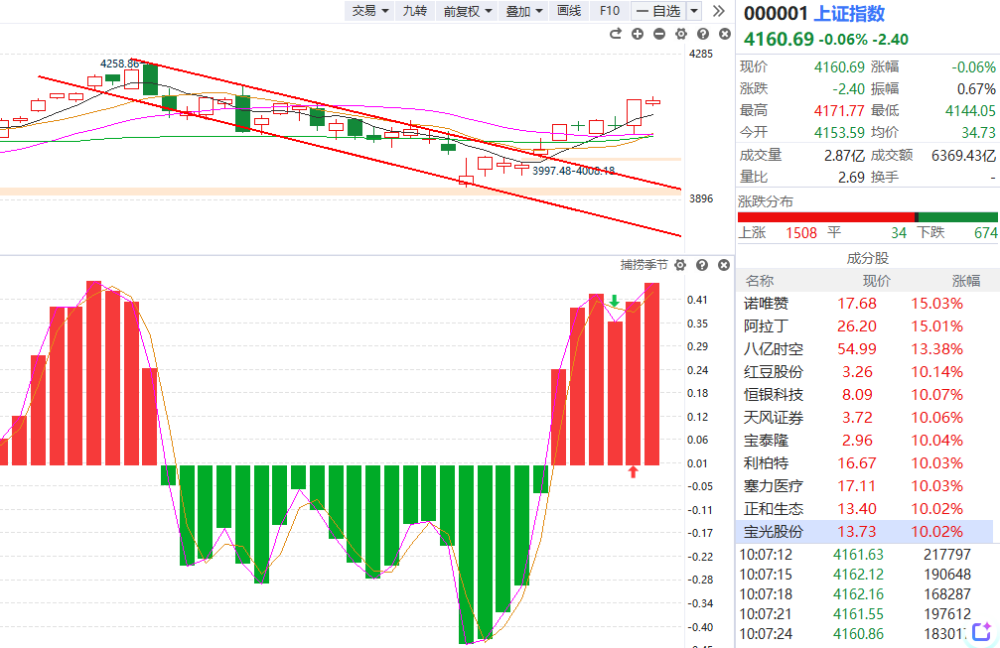 交易 九转 前复权 叠加 画线 F10 自选
000001 上证指数
4160.69 -0.06% -2.40
现价 4160.69 涨幅 -0.06%
涨跌 -2.40 振幅 0.67%
最高 4171.77 最低 4144.05
今开 4153.59 均价 34.73
成交量 2.87亿 成交额 6369.43亿
量比 2.69 换手 -
涨跌分布
上涨 1508 平 34 下跌 674
成分股
名称 现价 涨幅
诺唯赞 17.68 15.03%
阿拉丁 26.20 15.01%
八亿时空 54.99 13.38%
红豆股份 3.26 10.14%
恒银科技 8.09 10.07%
天风证券 3.72 10.06%
宝泰隆 2.96 10.04%
利柏特 16.67 10.03%
塞力医疗 17.11 10.03%
正和生态 13.40 10.02%
宝光股份 13.73 10.02%
10:07:12 4161.63 217797
10:07:15 4162.12 190648
10:07:18 4162.16 168287
10:07:21 4161.55 197612
10:07:24 4160.86
4285
4258.86
3997.48-4008.18
3896
捕捞季节
0.41
0.35
0.29
0.24
0.18
0.12
0.06
0.01
-0.05
-0.11
-0.17
-0.22
-0.28
-0.34
-0.40